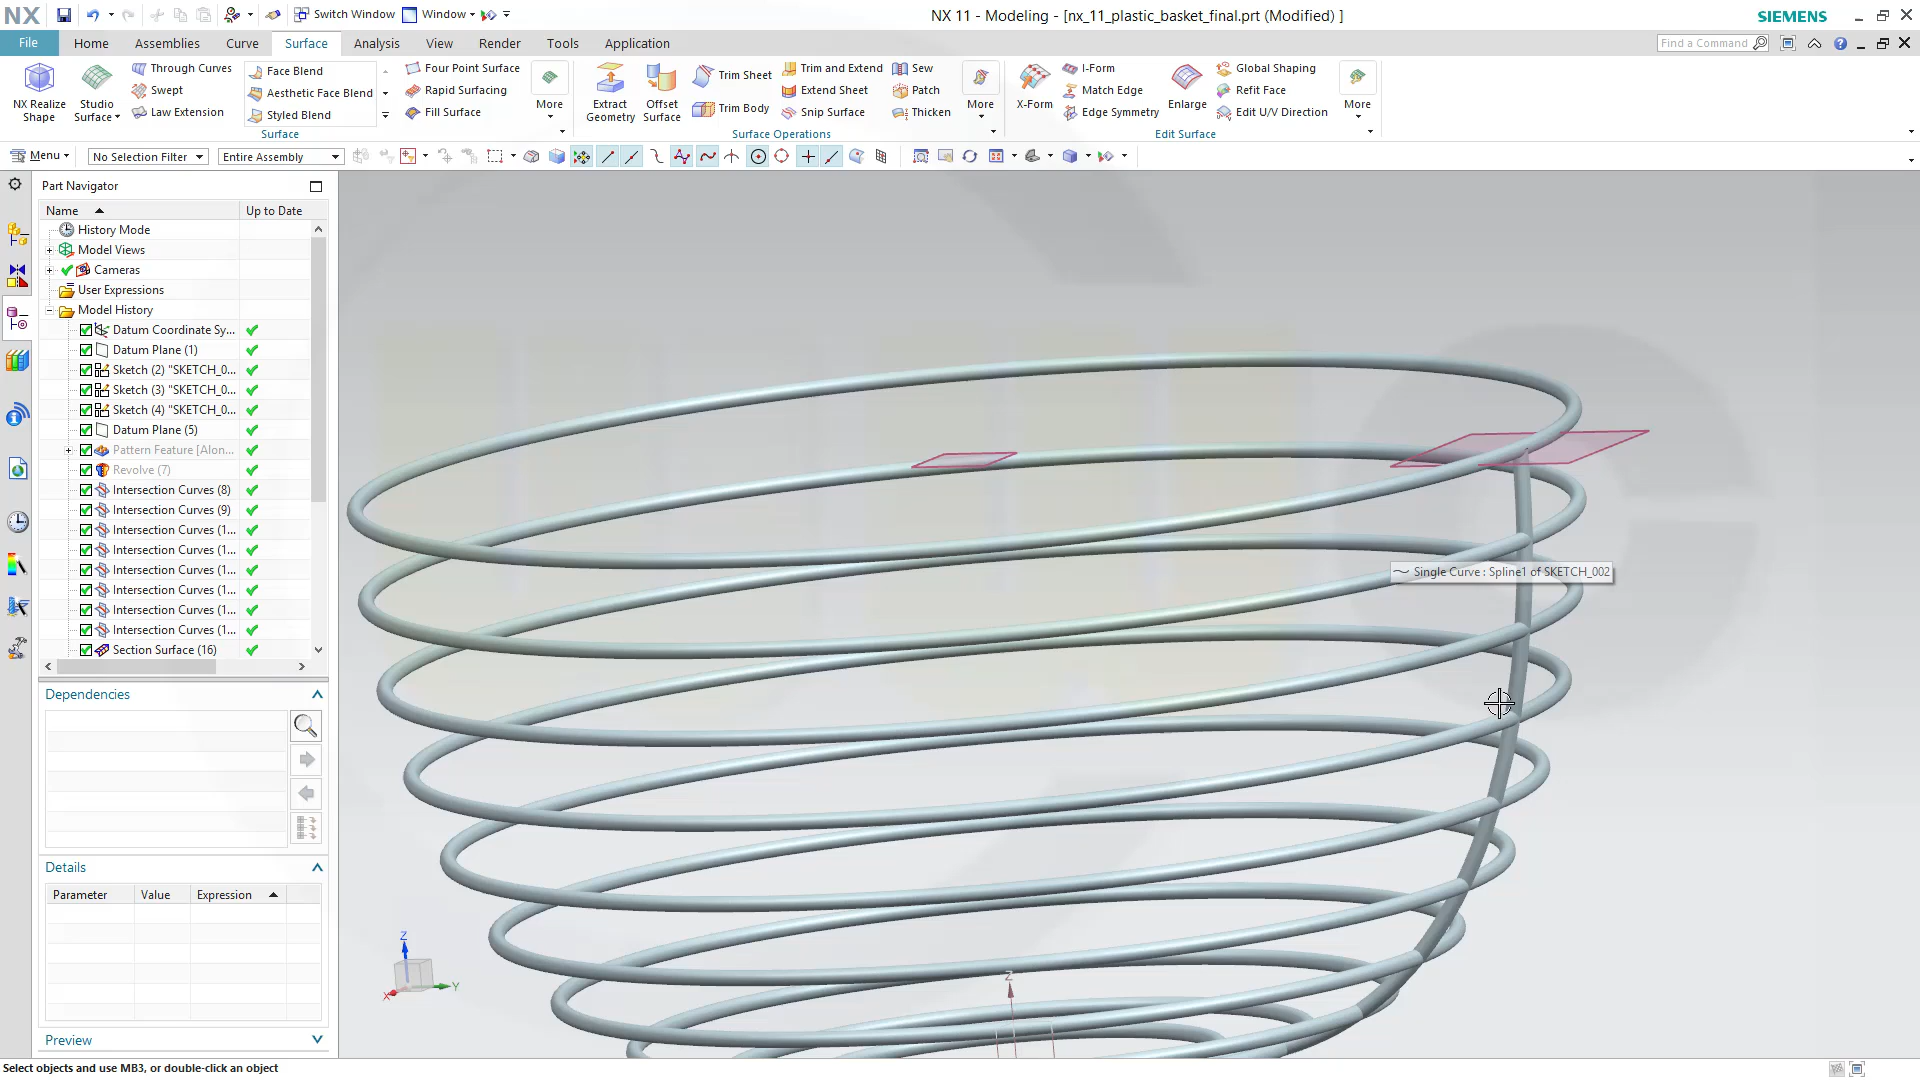 NX
Switch Window
Window
NX 11 - Modeling - [nx_11_plastic_basket_final.prt (Modified) ]
SIEMENS
File
Home
Assemblies
Curve
Surface
Analysis
View
Render
Tools
Application
Find a Command
NX Realize Shape
Studio Surface
Through Curves
Swept
Law Extension
Face Blend
Aesthetic Face Blend
Styled Blend
Four Point Surface
Rapid Surfacing
Fill Surface
More
Surface
Extract Geometry
Offset Surface
Trim Sheet
Trim Body
Trim and Extend
Extend Sheet
Snip Surface
Sew
Patch
Thicken
More
Surface Operations
X-Form
I-Form
Match Edge
Edge Symmetry
Enlarge
Global Shaping
Refit Face
Edit U/V Direction
More
Edit Surface
Menu
No Selection Filter
Entire Assembly
Part Navigator
Name
Up to Date
History Mode
Model Views
Cameras
User Expressions
Model History
Datum Coordinate Sy...
Datum Plane (1)
Sketch (2) "SKETCH_0...
Sketch (3) "SKETCH_0...
Sketch (4) "SKETCH_0...
Datum Plane (5)
Pattern Feature [Alon...
Revolve (7)
Intersection Curves (8)
Intersection Curves (9)
Intersection Curves (1...
Intersection Curves (1...
Intersection Curves (1...
Intersection Curves (1...
Intersection Curves (1...
Intersection Curves (1...
Section Surface (16)
Dependencies
Details
Parameter
Value
Expression
Preview
Single Curve : Spline1 of SKETCH_002
Z
Y
X
Z
Select objects and use MB3, or double-click an object